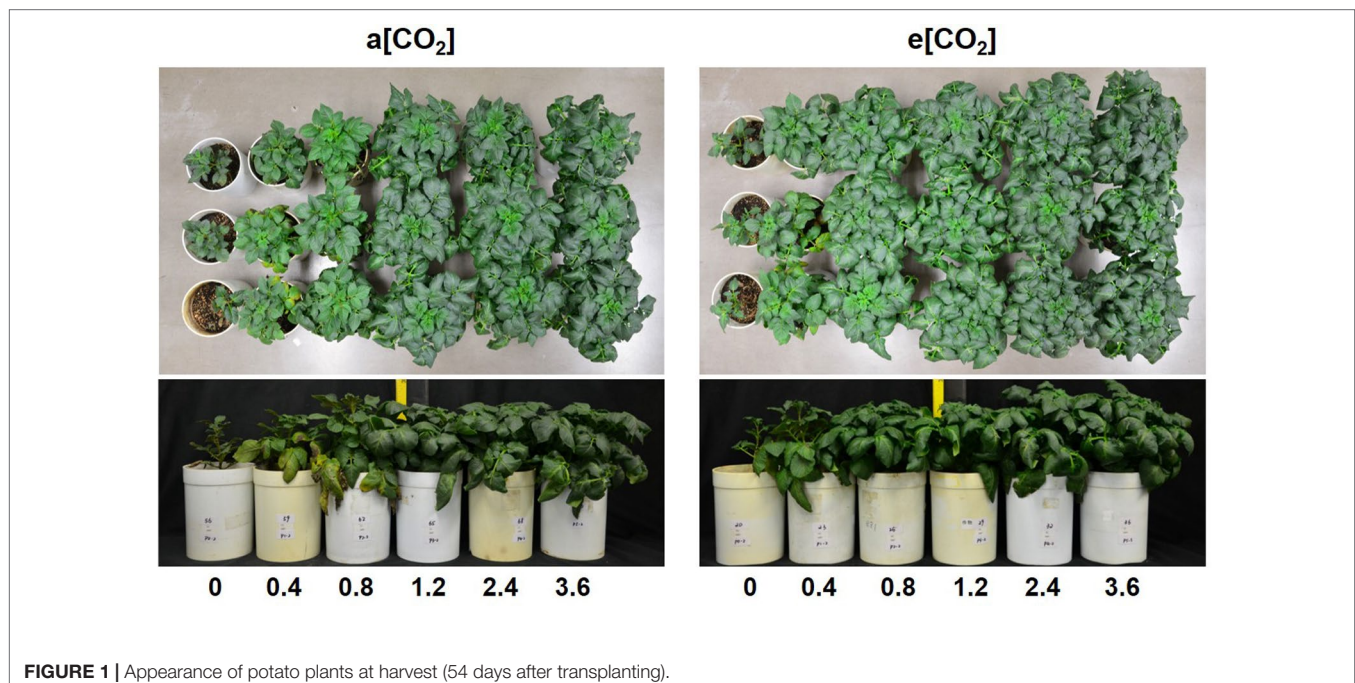 a[CO₂]
e[CO₂]
0 0.4 0.8 1.2 2.4 3.6
0 0.4 0.8 1.2 2.4 3.6
FIGURE 1 | Appearance of potato plants at harvest (54 days after transplanting).